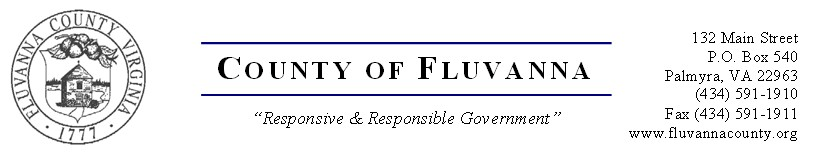 FLUVANNA COUNTY VIRGINIA
· 1777 ·
COUNTY OF FLUVANNA
“Responsive & Responsible Government”
132 Main Street
P.O. Box 540
Palmyra, VA 22963
(434) 591-1910
Fax (434) 591-1911
www.fluvannacounty.org